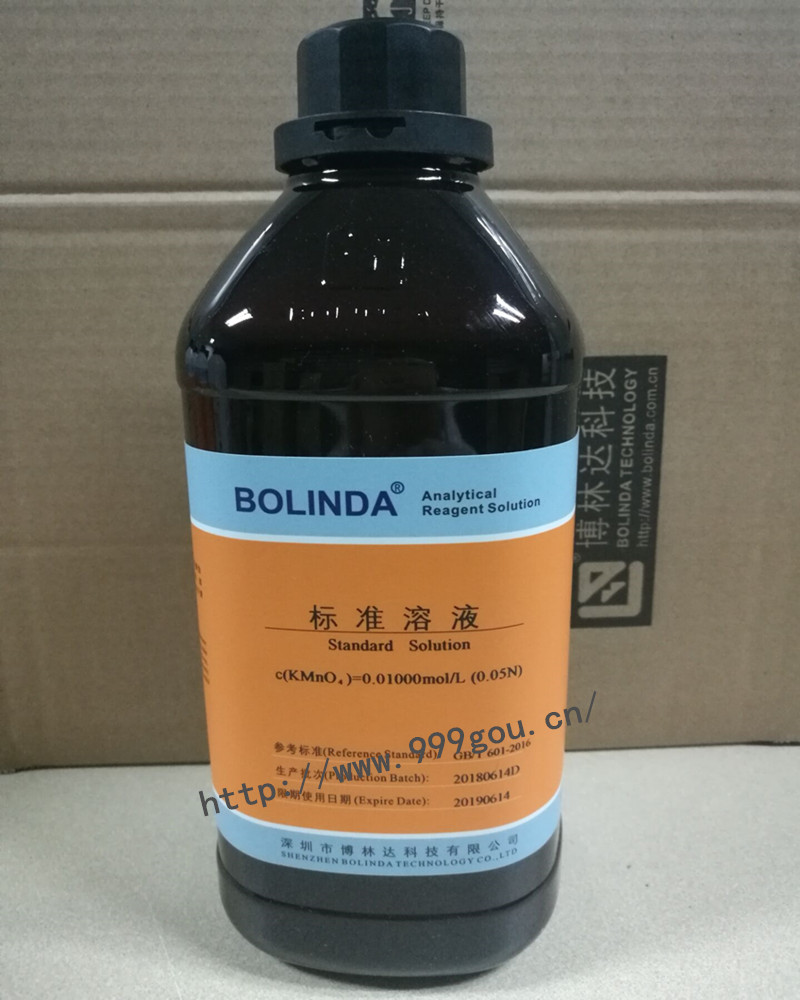 BOLINDA®
Analytical
Reagent Solution
标准溶液
Standard Solution
c(KMnO₄)=0.01000mol/L (0.05N)
参考标准(Reference Standard): GB/T 601-2016
生产批次(Production Batch): 20180614D
限期使用日期(Expire Date): 20190614
深圳市博林达科技有限公司
SHENZHEN BOLINDA TECHNOLOGY CO.,LTD
http://www.999gou.cn/
博林达科技
BOLINDA TECHNOLOGY
http://www.bolinda.com.cn